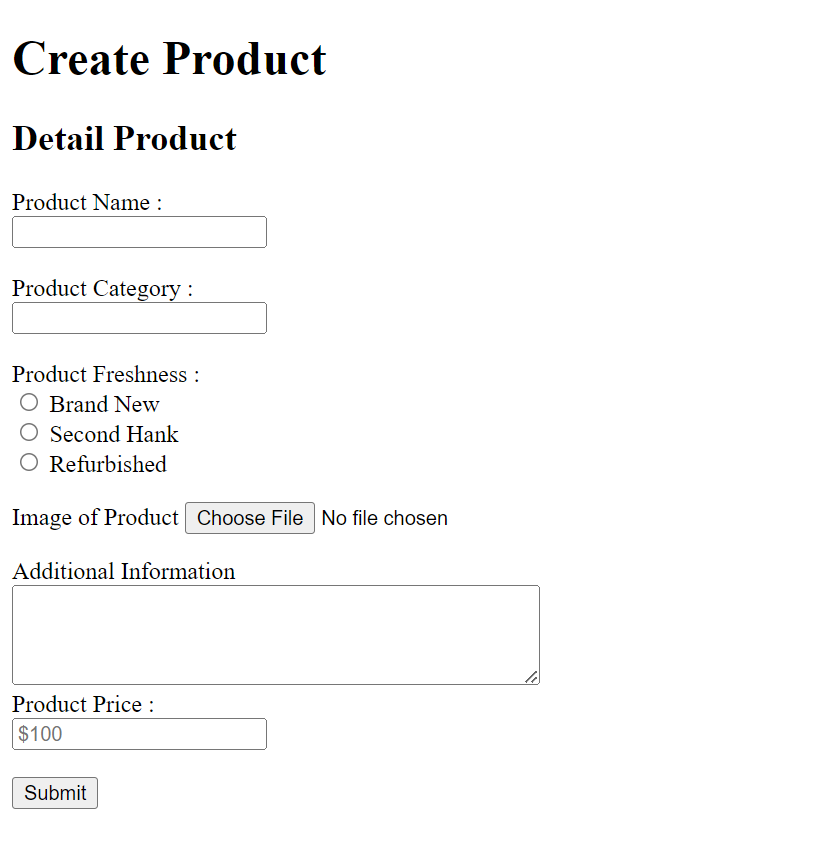 Create Product
Detail Product
Product Name :
Product Category :
Product Freshness :
Brand New
Second Hank
Refurbished
Image of Product Choose File No file chosen
Additional Information
Product Price :
$100
Submit